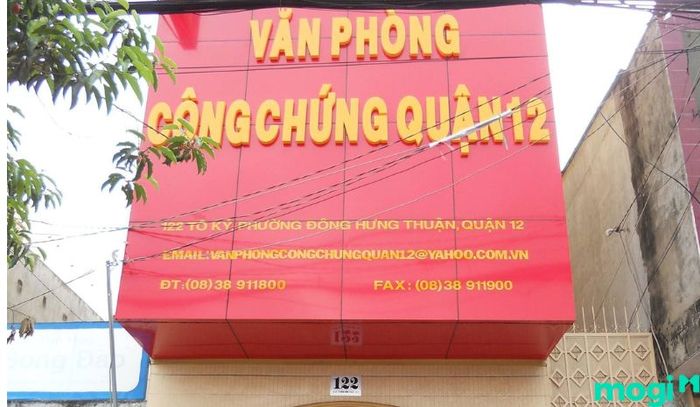 VĂN PHÒNG
CÔNG CHỨNG QUẬN 12
122 TÔ KÝ, PHƯỜNG ĐÔNG HƯNG THUẬN, QUẬN 12
EMAIL:VANPHONGCONGCHUNGQUAN12@YAHOO.COM.VN
ĐT:(08)38 911800 FAX : (08)38 911900
122
mogi